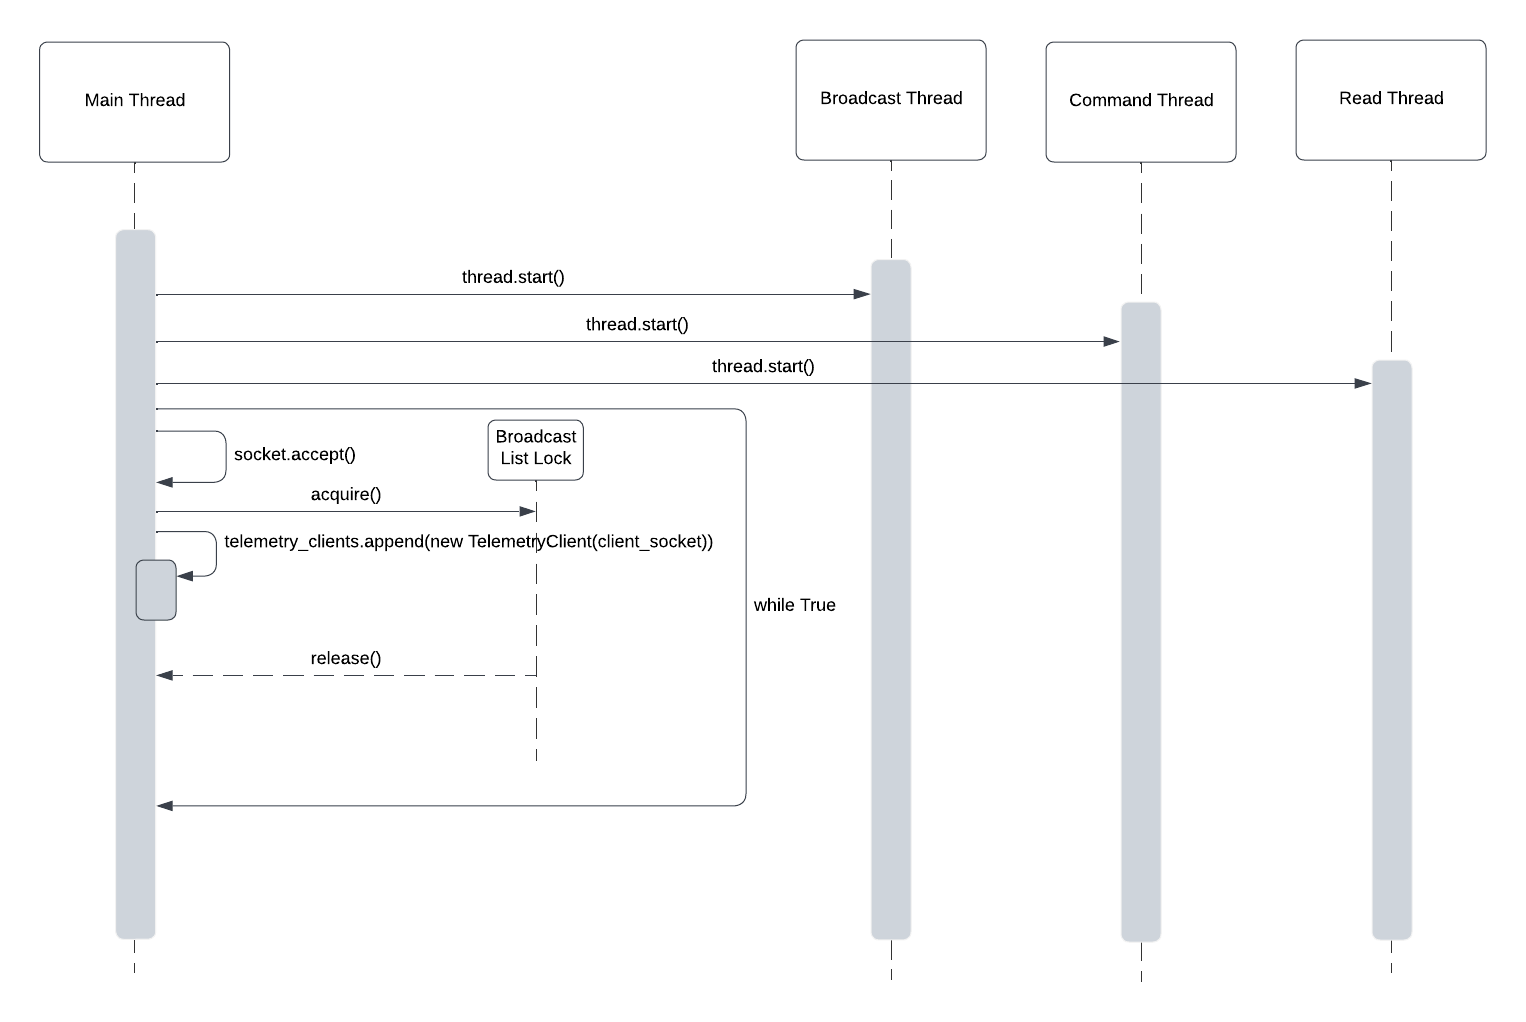 Main Thread
Broadcast Thread
Command Thread
Read Thread
thread.start()
thread.start()
thread.start()
Broadcast
List Lock
socket.accept()
acquire()
telemetry_clients.append(new TelemetryClient(client_socket))
while True
release()